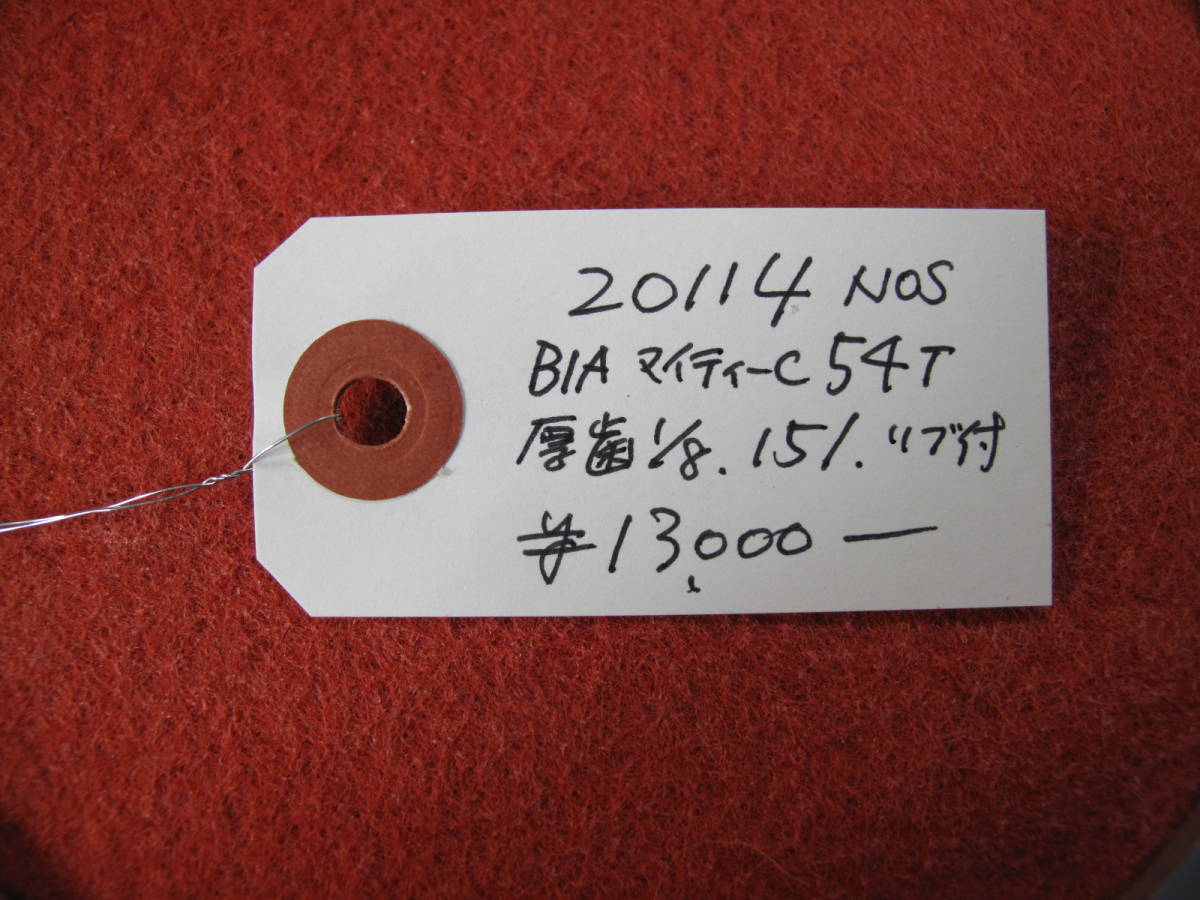 20114 NOS
BIA マイティーC 54T
厚歯 1/8. 151. リブ付
¥13,000—